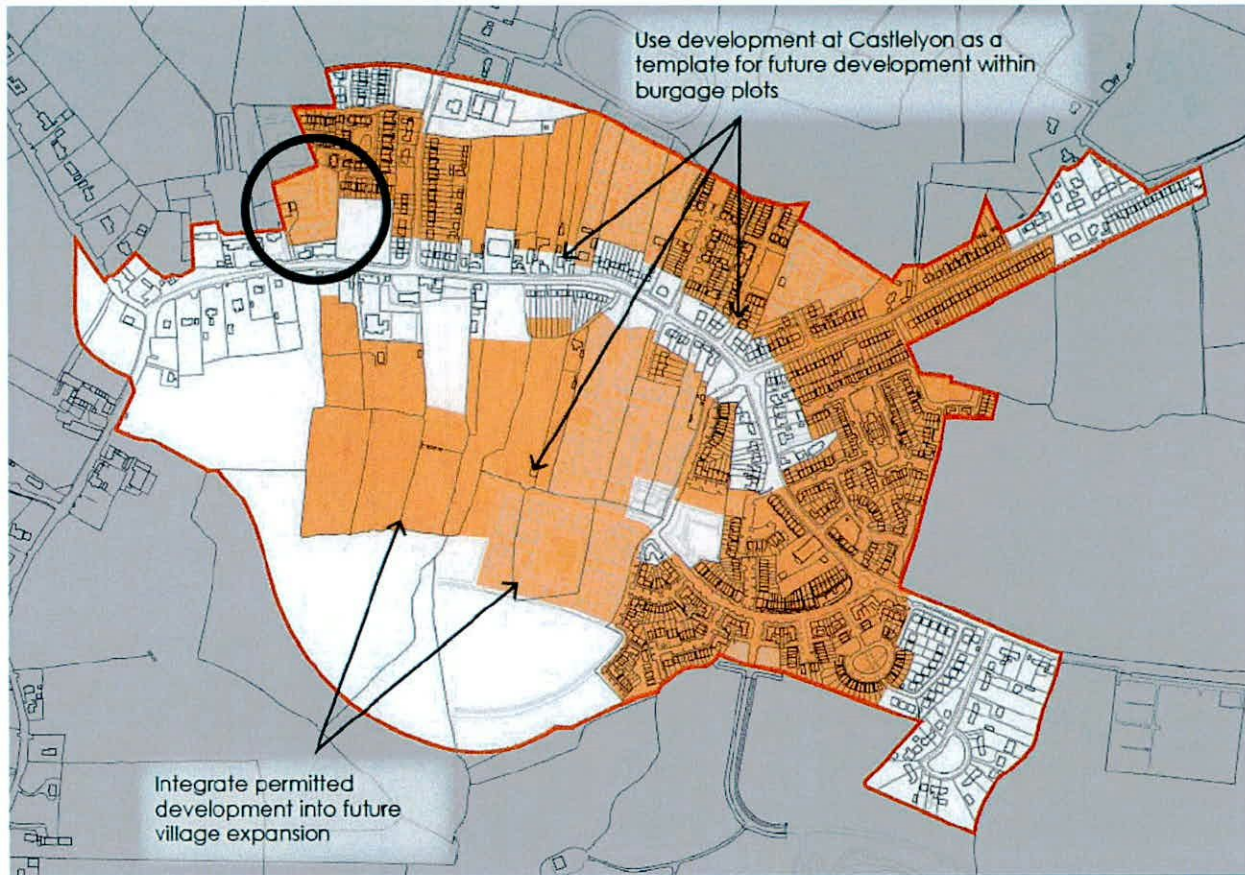 Use development at Castlelyon as a
template for future development within
burgage plots
Integrate permitted
development into future
village expansion